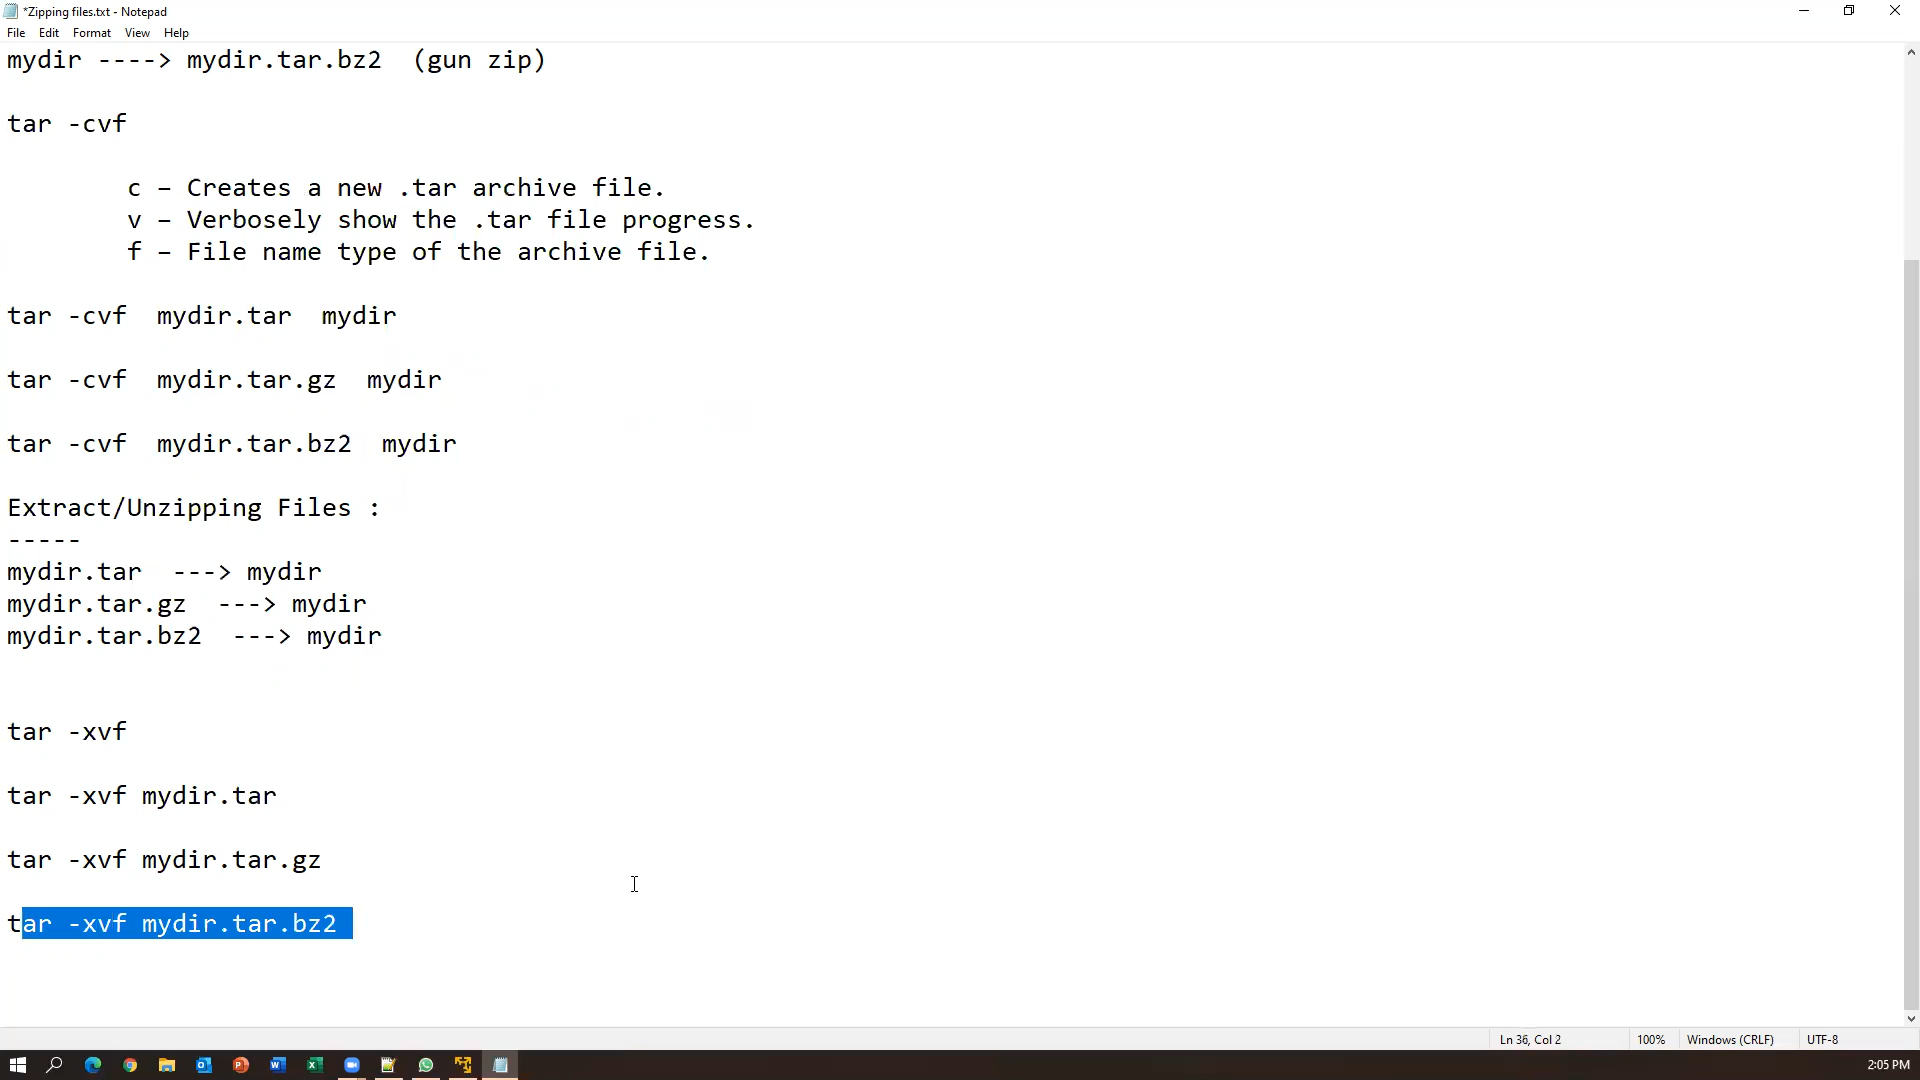 *Zipping files.txt - Notepad
File Edit Format View Help
mydir ----> mydir.tar.bz2  (gun zip)
tar -cvf
c – Creates a new .tar archive file.
v – Verbosely show the .tar file progress.
f – File name type of the archive file.
tar -cvf  mydir.tar  mydir
tar -cvf  mydir.tar.gz  mydir
tar -cvf  mydir.tar.bz2  mydir
Extract/Unzipping Files :
-----
mydir.tar  ---> mydir
mydir.tar.gz  ---> mydir
mydir.tar.bz2  ---> mydir
tar -xvf
tar -xvf mydir.tar
tar -xvf mydir.tar.gz
tar -xvf mydir.tar.bz2
Ln 36, Col 2 100% Windows (CRLF) UTF-8
2:05 PM